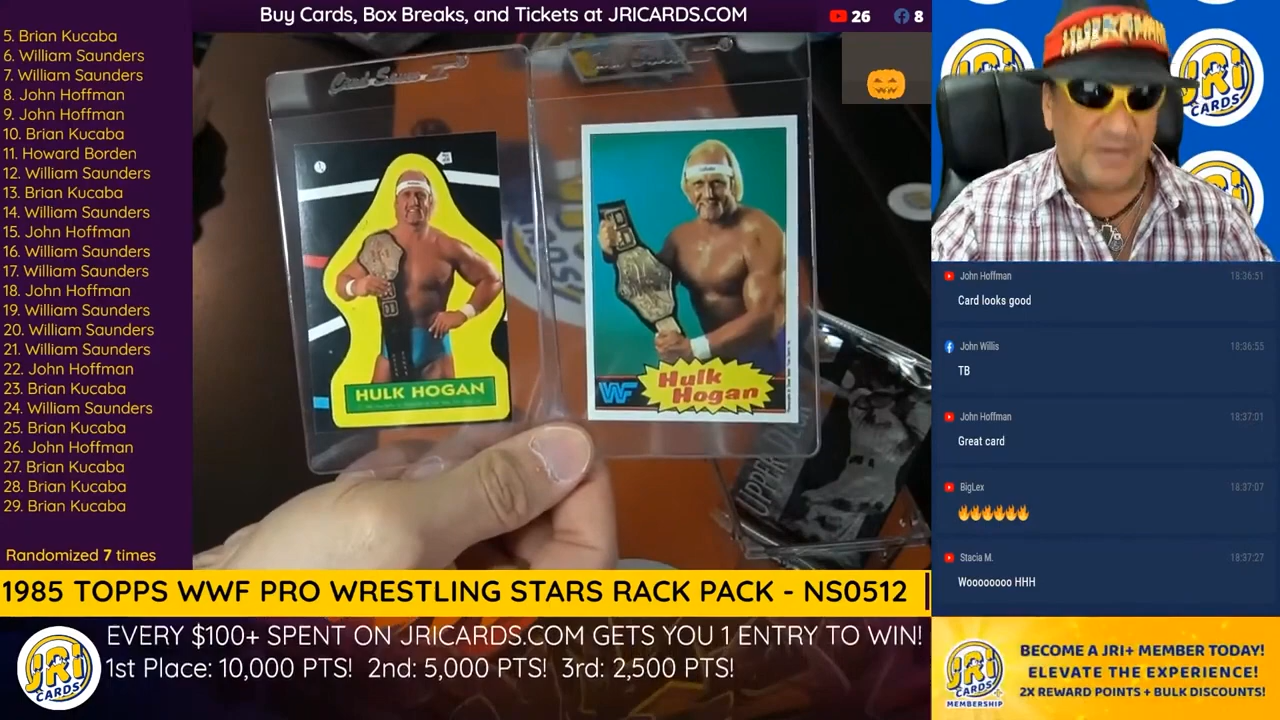 Buy Cards, Box Breaks, and Tickets at JRICARDS.COM
26
8
5. Brian Kucaba
6. William Saunders
7. William Saunders
8. John Hoffman
9. John Hoffman
10. Brian Kucaba
11. Howard Borden
12. William Saunders
13. Brian Kucaba
14. William Saunders
15. John Hoffman
16. William Saunders
17. William Saunders
18. John Hoffman
19. William Saunders
20. William Saunders
21. William Saunders
22. John Hoffman
23. Brian Kucaba
24. William Saunders
25. Brian Kucaba
26. John Hoffman
27. Brian Kucaba
28. Brian Kucaba
29. Brian Kucaba
Randomized 7 times
HULK HOGAN
WF
Hulk
Hogan
UPPER DECK
HULKAMANIA
JRI
CARDS
John Hoffman 18:36:51
Card looks good
John Willis 18:36:55
TB
John Hoffman 18:37:01
Great card
BigLex 18:37:07
Stacia M. 18:37:27
Woooooooo HHH
1985 TOPPS WWF PRO WRESTLING STARS RACK PACK - NS0512 |
JRI
CARDS
EVERY $100+ SPENT ON JRICARDS.COM GETS YOU 1 ENTRY TO WIN!
1st Place: 10,000 PTS! 2nd: 5,000 PTS! 3rd: 2,500 PTS!
JRI
CARDS
MEMBERSHIP
BECOME A JRI+ MEMBER TODAY!
ELEVATE THE EXPERIENCE!
2X REWARD POINTS + BULK DISCOUNTS!